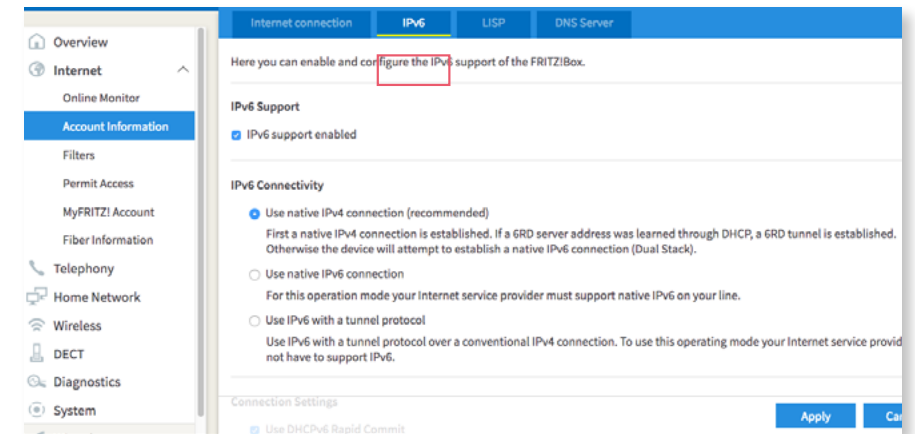 Internet connection
IPv6
LISP
DNS Server
Overview
Internet
Online Monitor
Account Information
Filters
Permit Access
MyFRITZ! Account
Fiber Information
Telephony
Home Network
Wireless
DECT
Diagnostics
System
Here you can enable and configure the IPv6 support of the FRITZ!Box.
IPv6 Support
IPv6 support enabled
IPv6 Connectivity
Use native IPv4 connection (recommended)
First a native IPv4 connection is established. If a 6RD server address was learned through DHCP, a 6RD tunnel is established.
Otherwise the device will attempt to establish a native IPv6 connection (Dual Stack).
Use native IPv6 connection
For this operation mode your Internet service provider must support native IPv6 on your line.
Use IPv6 with a tunnel protocol
Use IPv6 with a tunnel protocol over a conventional IPv4 connection. To use this operating mode your Internet service provid
not have to support IPv6.
Connection Settings
Use DHCPv6 Rapid Commit
Apply
Ca